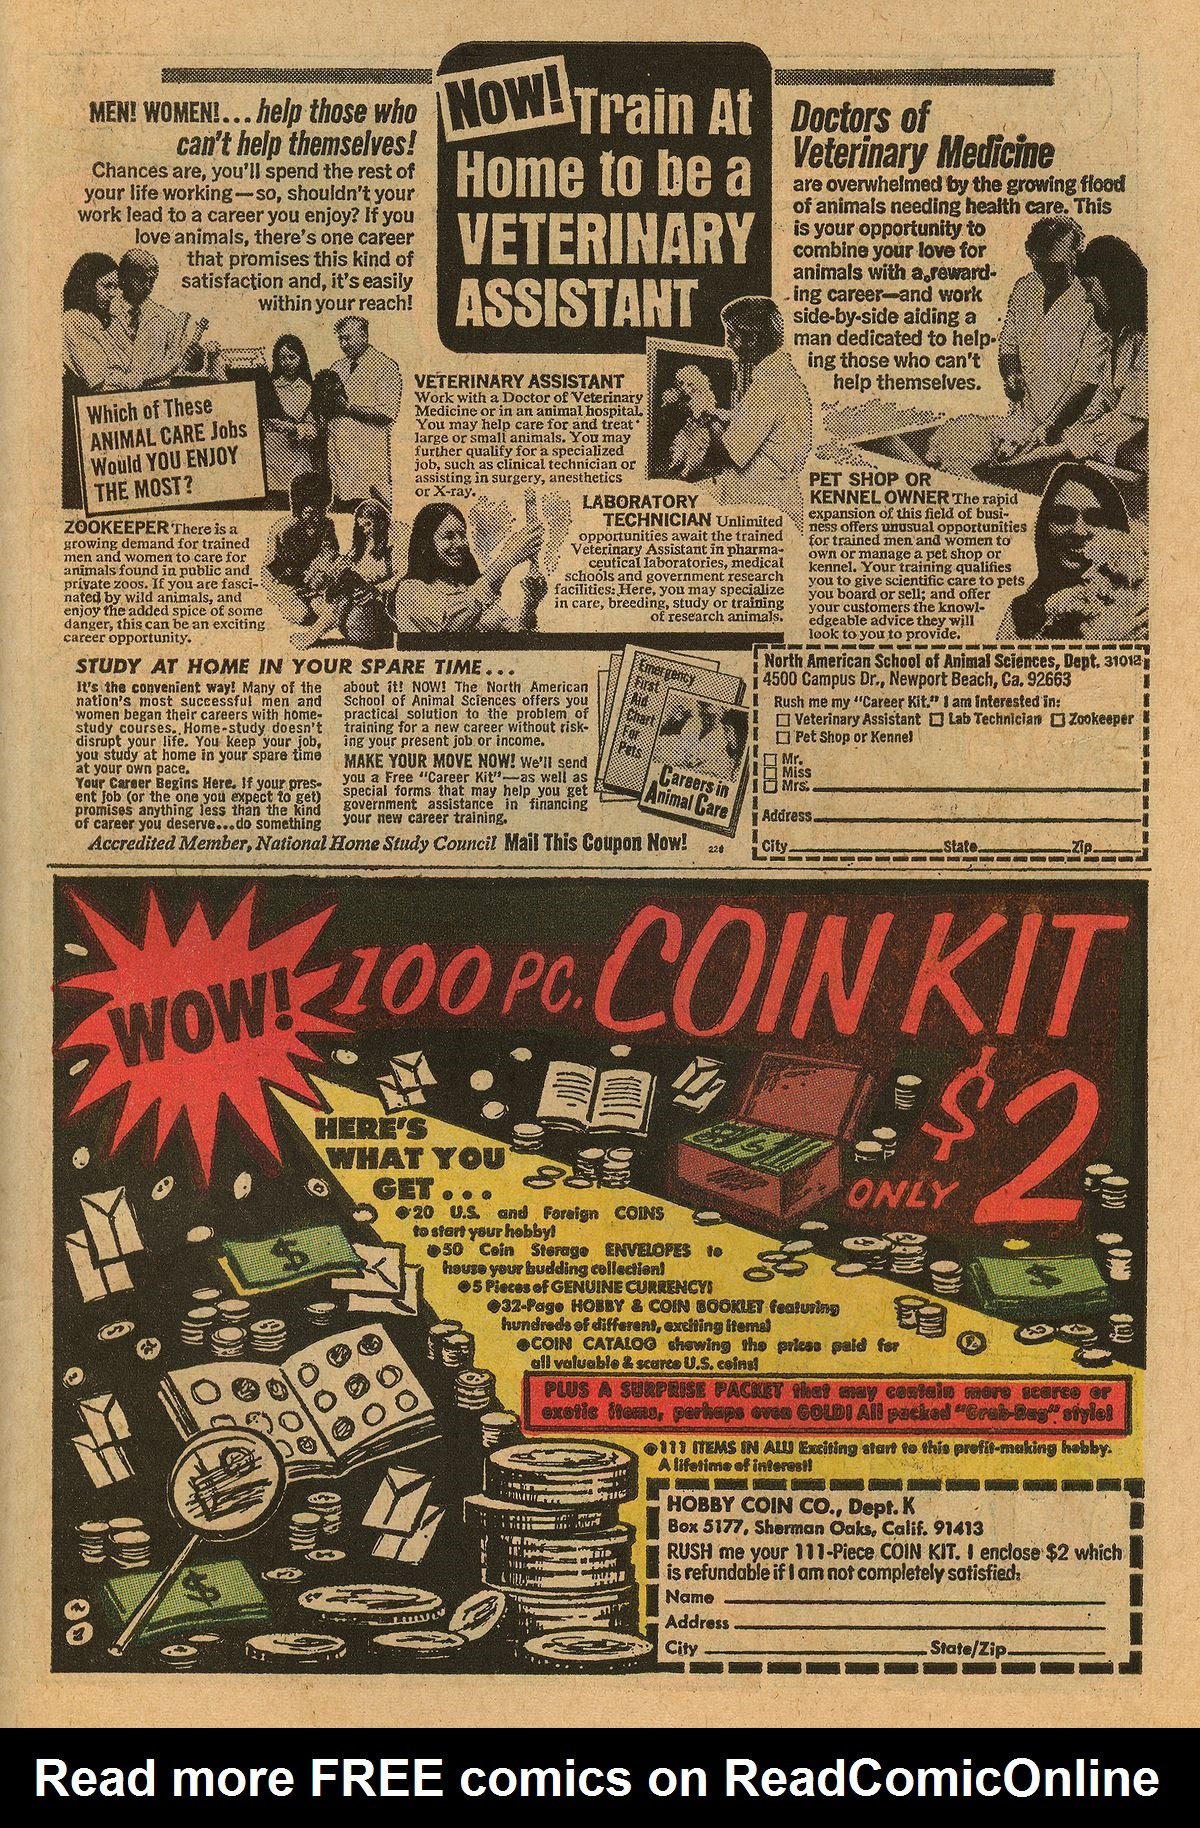 MEN! WOMEN!... help those who
can't help themselves!
Chances are, you'll spend the rest of
your life working—so, shouldn't your
work lead to a career you enjoy? If you
love animals, there's one career
that promises this kind of
satisfaction and, it's easily
within your reach!
NOW! Train At
Home to be a
VETERINARY
ASSISTANT
Doctors of
Veterinary Medicine
are overwhelmed by the growing flood
of animals needing health care. This
is your opportunity to
combine your love for
animals with a reward-
ing career—and work
side-by-side aiding a
man dedicated to help-
ing those who can't
help themselves.
Which of These
ANIMAL CARE Jobs
Would YOU ENJOY
THE MOST?
VETERINARY ASSISTANT
Work with a Doctor of Veterinary
Medicine or in an animal hospital.
You may help care for and treat
large or small animals. You may
further qualify for a specialized
job, such as clinical technician or
assisting in surgery, anesthetics
or X-ray.
ZOOKEEPER There is a
growing demand for trained
men and women to care for
animals found in public and
private zoos. If you are fasci-
nated by wild animals, and
enjoy the added spice of some
danger, this can be an exciting
career opportunity.
LABORATORY
TECHNICIAN Unlimited
opportunities await the trained
Veterinary Assistant in pharma-
ceutical laboratories, medical
schools and government research
facilities. Here, you may specialize
in care, breeding, study or training
of research animals.
PET SHOP OR
KENNEL OWNER The rapid
expansion of this field of busi-
ness offers unusual opportunities
for trained men and women to
own or manage a pet shop or
kennel. Your training qualifies
you to give scientific care to pets
you board or sell; and offer
your customers the knowl-
edgeable advice they will
look to you to provide.
STUDY AT HOME IN YOUR SPARE TIME...
It's the convenient way! Many of the
nation's most successful men and
women began their careers with home-
study courses. Home-study doesn't
disrupt your life. You keep your job,
you study at home in your spare time
at your own pace.
Your Career Begins Here. If your pres-
ent job (or the one you expect to get)
promises anything less than the kind
of career you deserve...do something
about it! NOW! The North American
School of Animal Sciences offers you
practical solution to the problem of
training for a new career without risk-
ing your present job or income.
MAKE YOUR MOVE NOW! We'll send
you a Free "Career Kit"—as well as
special forms that may help you get
government assistance in financing
your new career training.
Accredited Member, National Home Study Council Mail This Coupon Now! 226
Emergency
First
Aid
Chart
for
Pets
Careers in
Animal Care
North American School of Animal Sciences, Dept. 31012
4500 Campus Dr., Newport Beach, Ca. 92663
Rush me my "Career Kit." I am interested in:
Veterinary Assistant Lab Technician Zookeeper
Pet Shop or Kennel
Mr.
Miss
Mrs.
Address
City State Zip
WOW! 100 PC. COIN KIT
ONLY $2
HERE'S
WHAT YOU
GET...
20 U.S. and Foreign COINS
to start your hobby!
50 Coin Storage ENVELOPES to
house your budding collection!
5 Pieces of GENUINE CURRENCY!
32-Page HOBBY & COIN BOOKLET featuring
hundreds of different, exciting items!
COIN CATALOG showing the prices paid for
all valuable & scarce U.S. coins!
PLUS A SURPRISE PACKET that may contain more scarce or
exotic items, perhaps even GOLD! All packed "Grab-Bag" style!
111 ITEMS IN ALL! Exciting start to this profit-making hobby.
A lifetime of interest!
HOBBY COIN CO., Dept. K
Box 5177, Sherman Oaks, Calif. 91413
RUSH me your 111-Piece COIN KIT. I enclose $2 which
is refundable if I am not completely satisfied.
Name
Address
City State/Zip
Read more FREE comics on ReadComicOnline